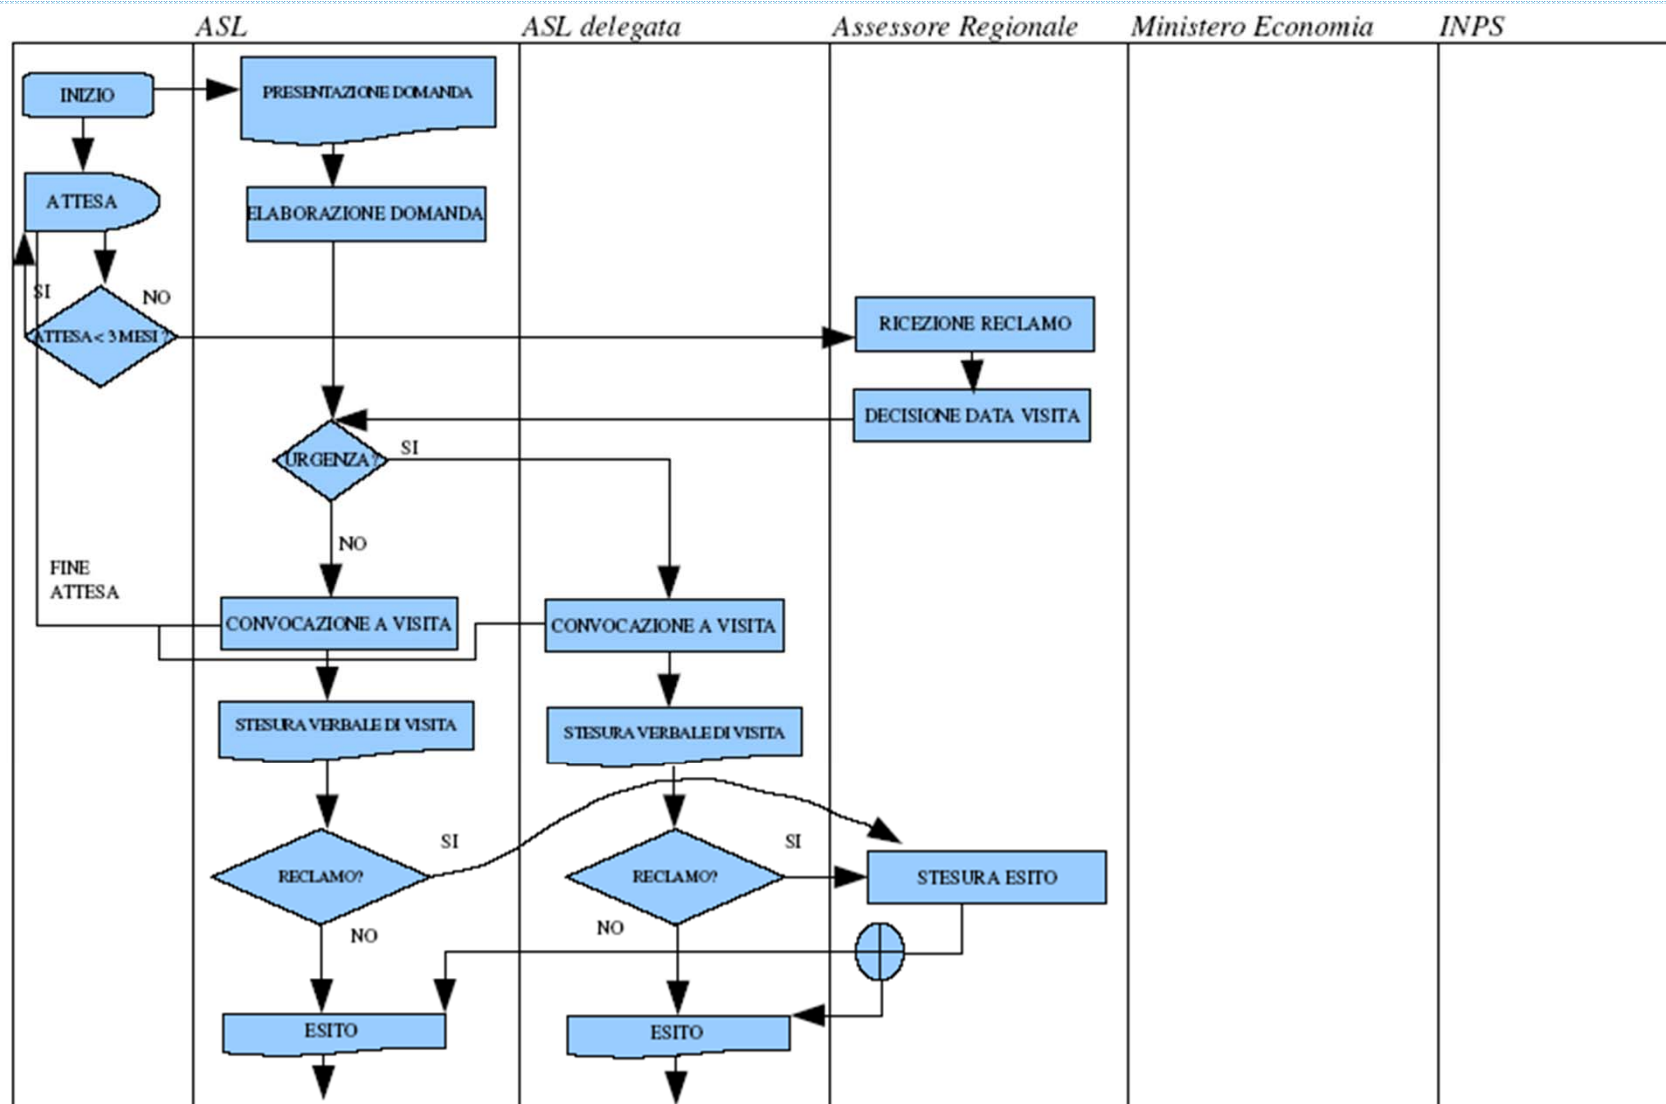 ASL
ASL delegata
Assessore Regionale
Ministero Economia
INPS
INIZIO
PRESENTAZIONE DOMANDA
ATTESA
ELABORAZIONE DOMANDA
SI
NO
ATTESA < 3 MESI ?
RICEZIONE RECLAMO
DECISIONE DATA VISITA
URGENZA?
SI
NO
FINE
ATTESA
CONVOCAZIONE A VISITA
CONVOCAZIONE A VISITA
STESURA VERBALE DI VISITA
STESURA VERBALE DI VISITA
SI
SI
RECLAMO?
RECLAMO?
STESURA ESITO
NO
NO
ESITO
ESITO